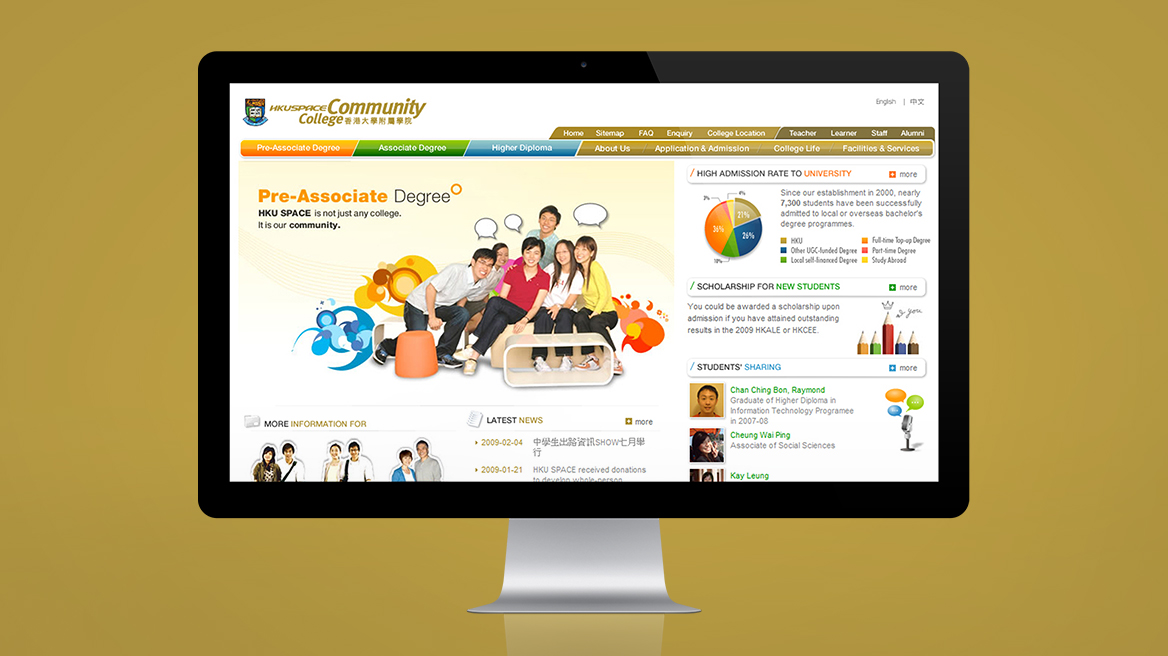 English | 中文
HKU SPACE Community
College 香港大學附屬學院
Home Sitemap FAQ Enquiry College Location Teacher Learner Staff Alumni
Pre-Associate Degree Associate Degree Higher Diploma About Us Application & Admission College Life Facilities & Services
Pre-Associate Degree
HKU SPACE is not just any college.
It is our community.
HIGH ADMISSION RATE TO UNIVERSITY
more
3%
4%
21%
36%
26%
10%
Since our establishment in 2000, nearly
7,300 students have been successfully
admitted to local or overseas bachelor's
degree programmes.
HKU
Other UGC-funded Degree
Local self-financed Degree
Full-time Top-up Degree
Part-time Degree
Study Abroad
SCHOLARSHIP FOR NEW STUDENTS
more
You could be awarded a scholarship upon
admission if you have attained outstanding
results in the 2009 HKALE or HKCEE.
4 you
STUDENTS' SHARING
more
Chan Ching Bon, Raymond
Graduate of Higher Diploma in
Information Technology Programee
in 2007-08
Cheung Wai Ping
Associate of Social Sciences
Kay Leung
MORE INFORMATION FOR
LATEST NEWS
more
2009-02-04 中學生出路資訊SHOW七月舉
行
2009-01-21 HKU SPACE received donations
to develop whole-person